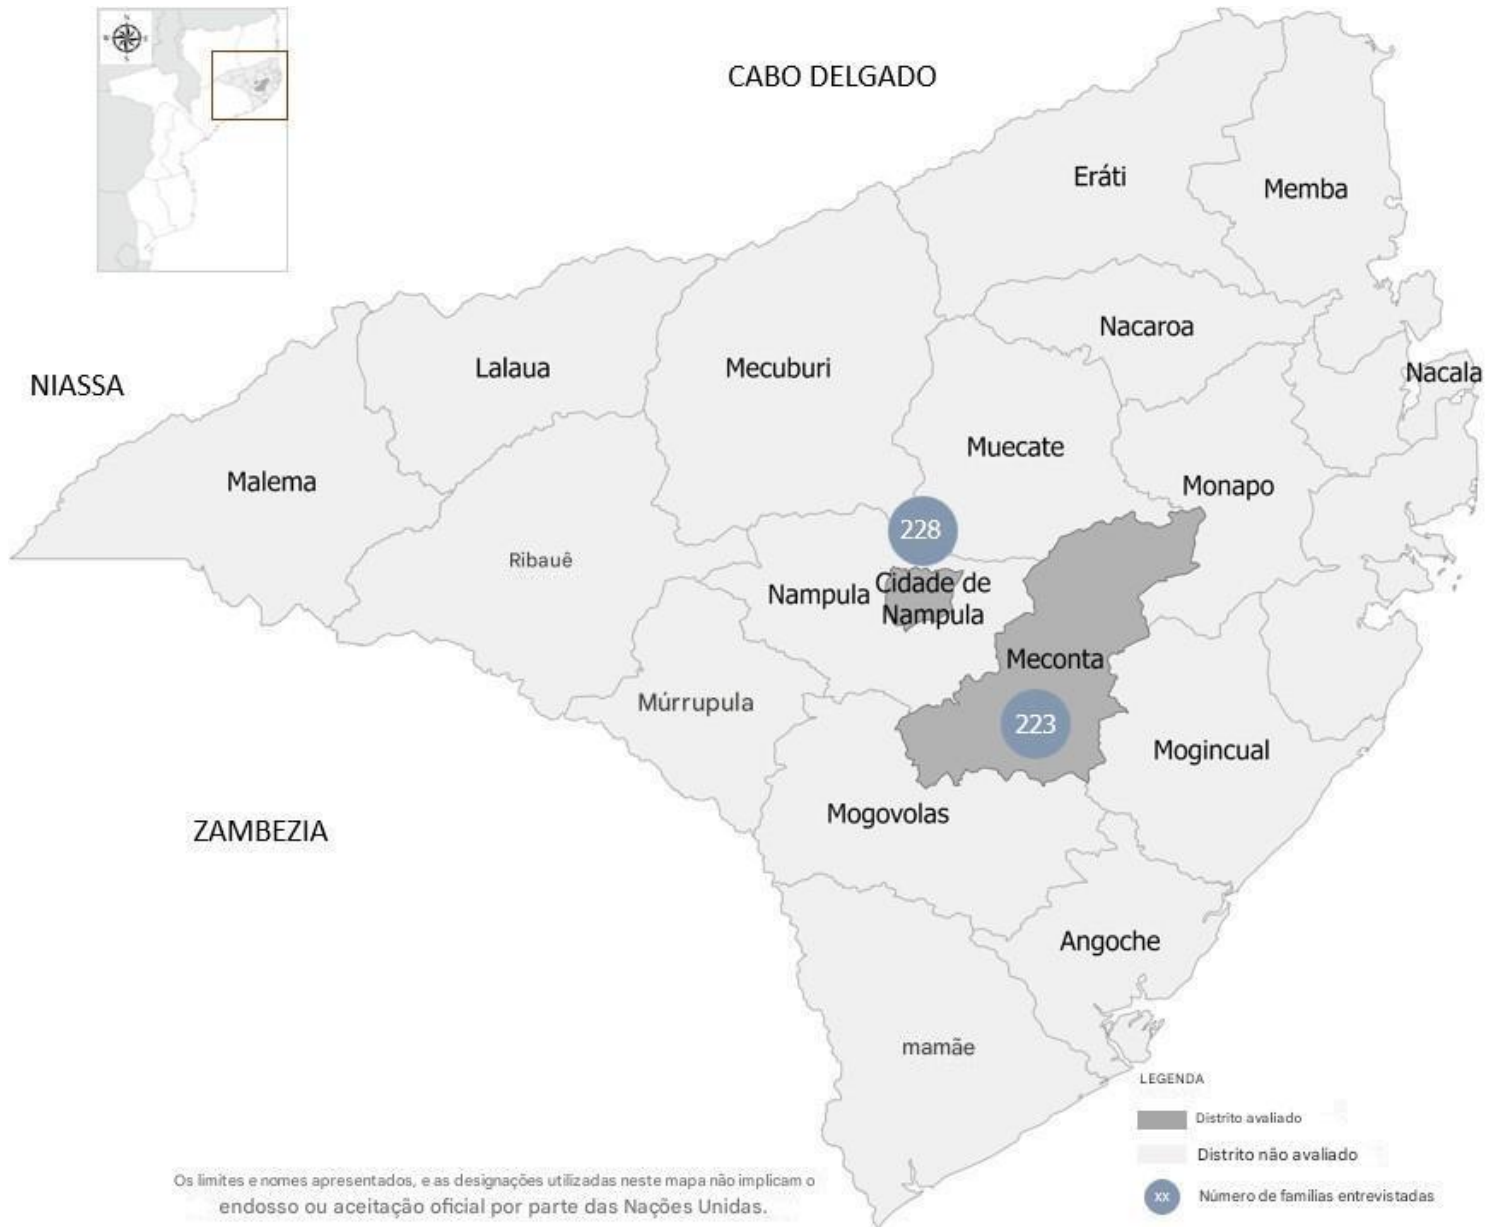 CABO DELGADO
Eráti
Memba
Nacaroa
NIASSA
Lalaua
Mecuburi
Nacala
Muecate
Malema
Monapo
228
Ribauê
Nampula
Cidade de
Nampula
Meconta
Múrrupula
223
Mogincual
Mogovolas
ZAMBEZIA
Angoche
mamãe
LEGENDA
Distrito avaliado
Distrito não avaliado
xx Número de famílias entrevistadas
Os limites e nomes apresentados, e as designações utilizadas neste mapa não implicam o
endosso ou aceitação oficial por parte das Nações Unidas.